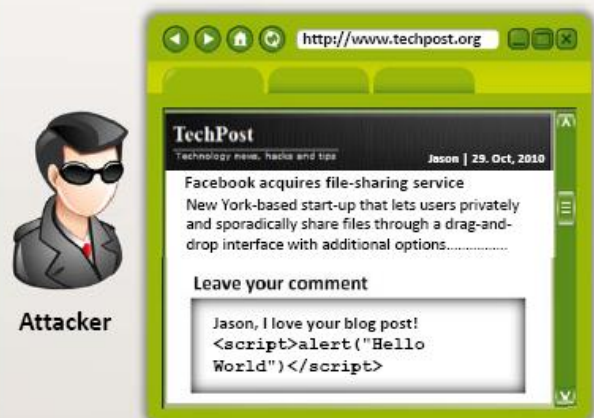 http://www.techpost.org
TechPost
Technology news, hacks and tips
Jason | 29. Oct, 2010
Facebook acquires file-sharing service
New York-based start-up that lets users privately
and sporadically share files through a drag-and-
drop interface with additional options.................
Leave your comment
Jason, I love your blog post!
<script>alert("Hello
World")</script>
Attacker